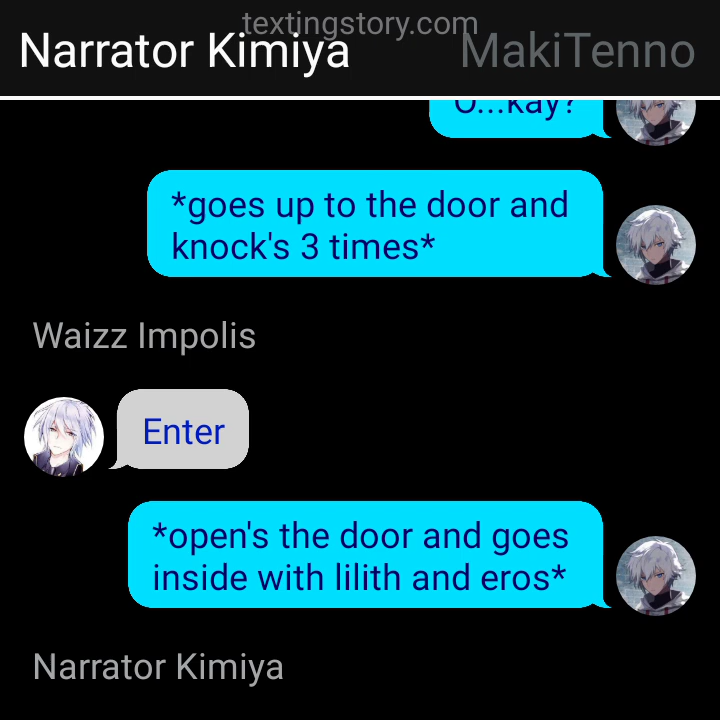 textingstory.com
Narrator Kimiya
MakiTenno
O...kay?
*goes up to the door and
knock's 3 times*
Waizz Impolis
Enter
*open's the door and goes
inside with lilith and eros*
Narrator Kimiya